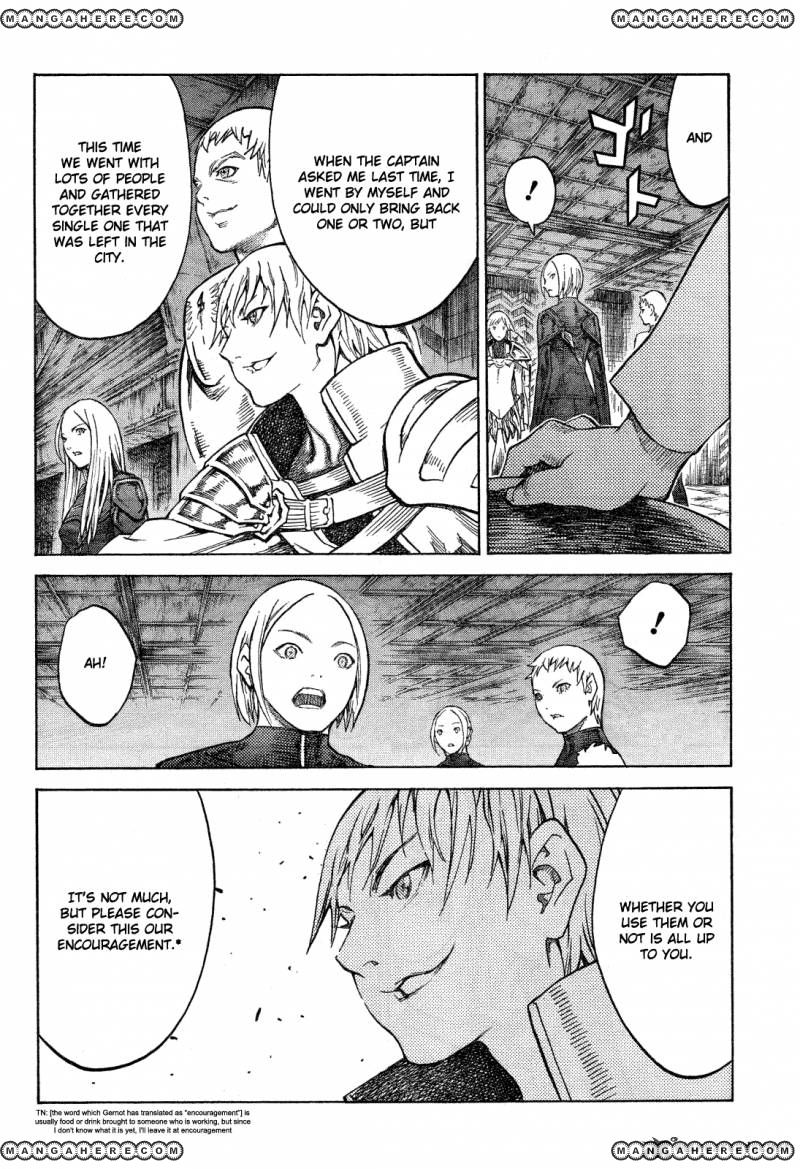 MANGAHERE.COM
MANGAHERE.COM
AND
ゴト
!
WHEN THE CAPTAIN
ASKED ME LAST TIME, I
WENT BY MYSELF AND
COULD ONLY BRING BACK
ONE OR TWO, BUT
THIS TIME
WE WENT WITH
LOTS OF PEOPLE
AND GATHERED
TOGETHER EVERY
SINGLE ONE THAT
WAS LEFT IN THE
CITY.
!
AH!
WHETHER YOU
USE THEM OR
NOT IS ALL UP
TO YOU.
IT'S NOT MUCH,
BUT PLEASE CON-
SIDER THIS OUR
ENCOURAGEMENT.*
TN: [the word which Gernot has translated as "encouragement"] is
usually food or drink brought to someone who is working, but since
I don't know what it is yet, I'll leave it at encouragement
MANGAHERE.COM
MANGAHERE.COM